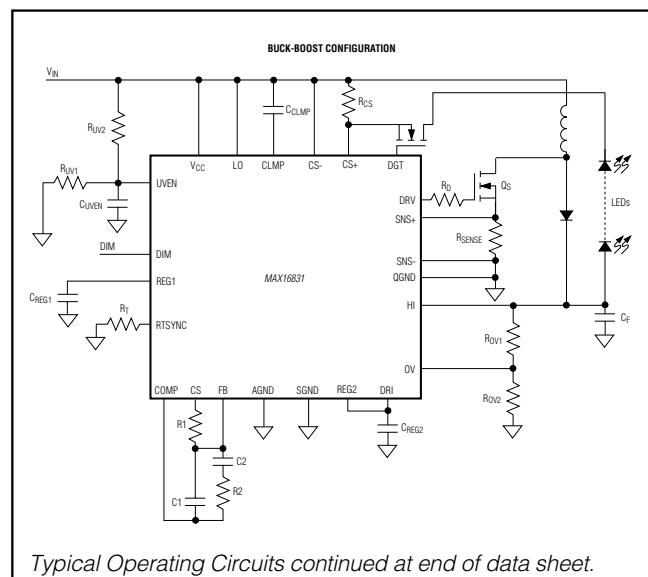 BUCK-BOOST CONFIGURATION
VIN
RUV2
CCLMP
RCS
RUV1
VCC
LO
CLMP
CS-
CS+
DGT
UVEN
CUVEN
DRV
RD
QS
LEDs
SNS+
RSENSE
DIM
DIM
SNS-
MAX16831
QGND
REG1
CREG1
HI
CF
RT
ROV1
RTSYNC
OV
COMP
CS
FB
AGND
SGND
REG2
DRI
ROV2
R1
CREG2
C2
C1
R2
Typical Operating Circuits continued at end of data sheet.